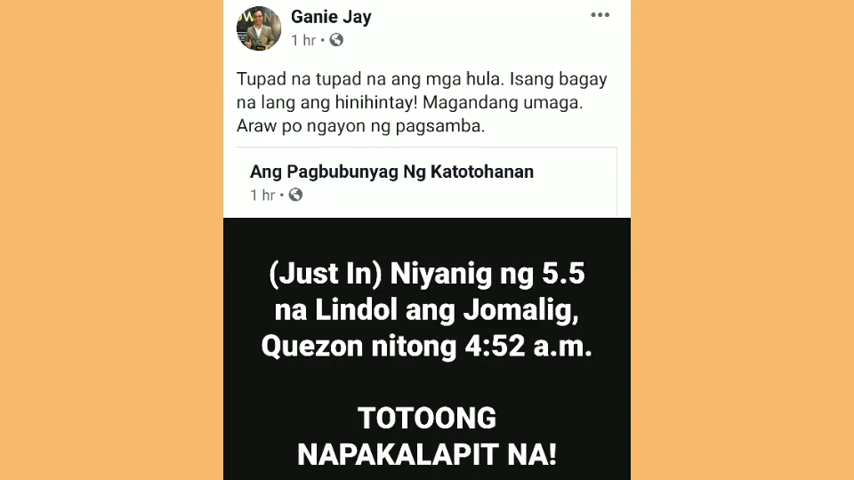 Ganie Jay
1 hr •
Tupad na tupad na ang mga hula. Isang bagay
na lang ang hinihintay! Magandang umaga.
Araw po ngayon ng pagsamba.
Ang Pagbubunyag Ng Katotohanan
1 hr •
(Just In) Niyanig ng 5.5
na Lindol ang Jomalig,
Quezon nitong 4:52 a.m.
TOTOONG
NAPAKALAPIT NA!